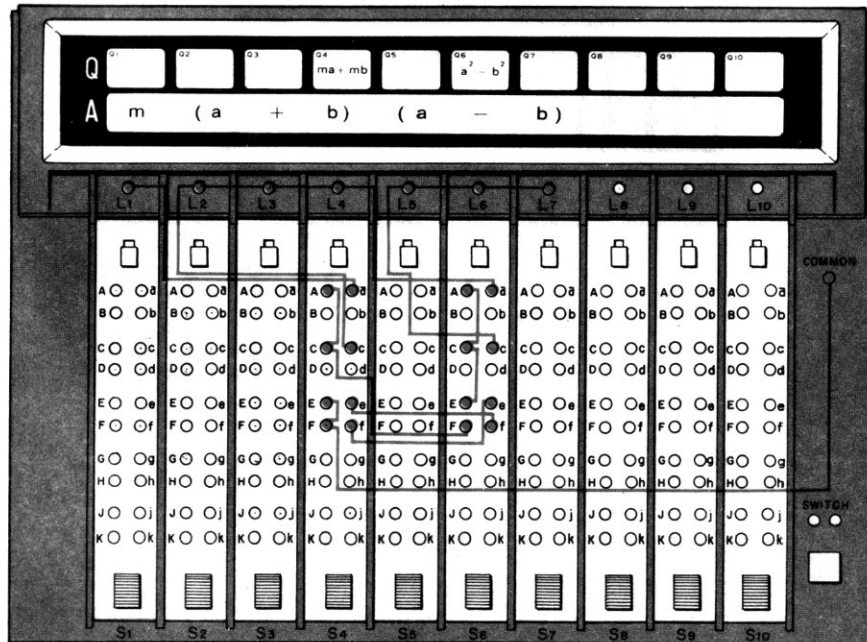 Q Q1 Q2 Q3 Q4 Q5 Q6 Q7 Q8 Q9 Q10
ma + mb a² - b²
A m ( a + b ) ( a - b )
L1 L2 L3 L4 L5 L6 L7 L8 L9 L10
COMMON
A a A a A a A a A a A a A a A a A a A a
B b B b B b B b B b B b B b B b B b B b
C c C c C c C c C c C c C c C c C c C c
D d D d D d D d D d D d D d D d D d D d
E e E e E e E e E e E e E e E e E e E e
F f F f F f F f F f F f F f F f F f F f
G g G g G g G g G g G g G g G g G g G g
H h H h H h H h H h H h H h H h H h H h
SWITCH
J j J j J j J j J j J j J j J j J j J j
K k K k K k K k K k K k K k K k K k K k
S1 S2 S3 S4 S5 S6 S7 S8 S9 S10